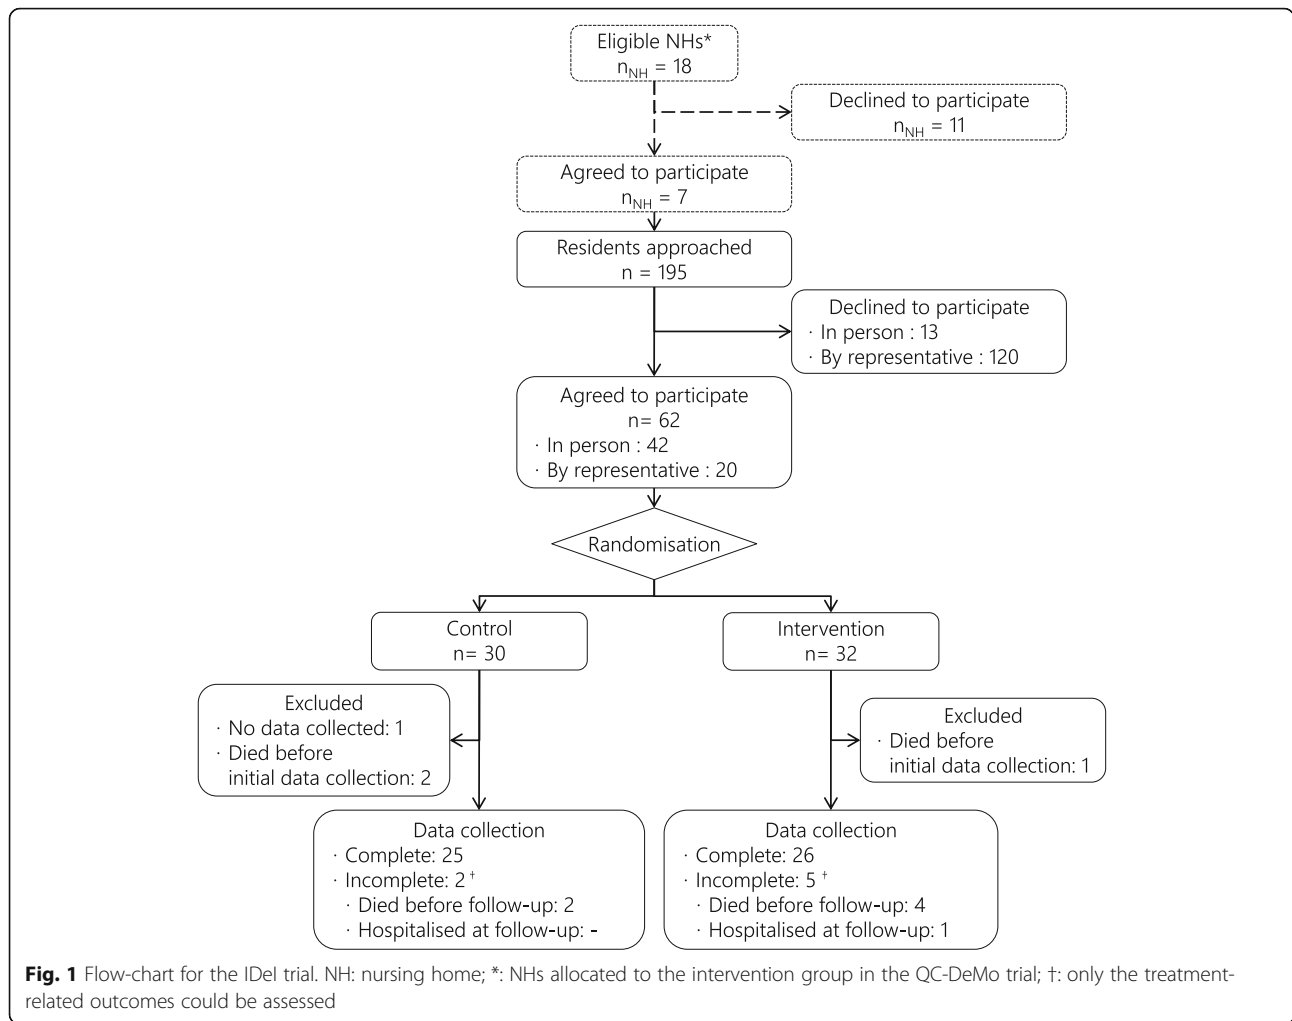 Eligible NHs*
nNH = 18
Declined to participate
nNH = 11
Agreed to participate
nNH = 7
Residents approached
n = 195
Declined to participate
· In person : 13
· By representative : 120
Agreed to participate
n= 62
· In person : 42
· By representative : 20
Randomisation
Control
n= 30
Intervention
n= 32
Excluded
· No data collected: 1
· Died before
initial data collection: 2
Excluded
· Died before
initial data collection: 1
Data collection
· Complete: 25
· Incomplete: 2 †
· Died before follow-up: 2
· Hospitalised at follow-up: -
Data collection
· Complete: 26
· Incomplete: 5 †
· Died before follow-up: 4
· Hospitalised at follow-up: 1
Fig. 1 Flow-chart for the IDeI trial. NH: nursing home; *: NHs allocated to the intervention group in the QC-DeMo trial; †: only the treatment-
related outcomes could be assessed